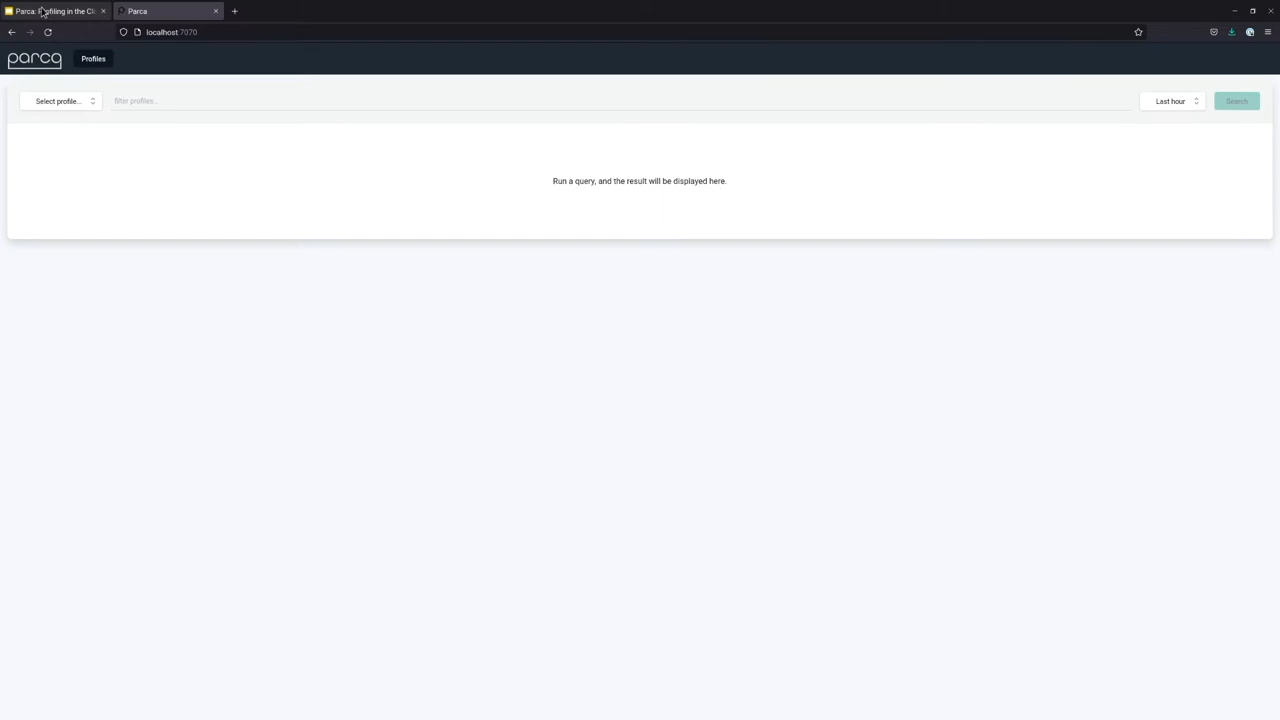 Parca: Profiling in the Clo
Parca
localhost:7070
parca
Profiles
Select profile...
filter profiles...
Last hour
Search
Run a query, and the result will be displayed here.